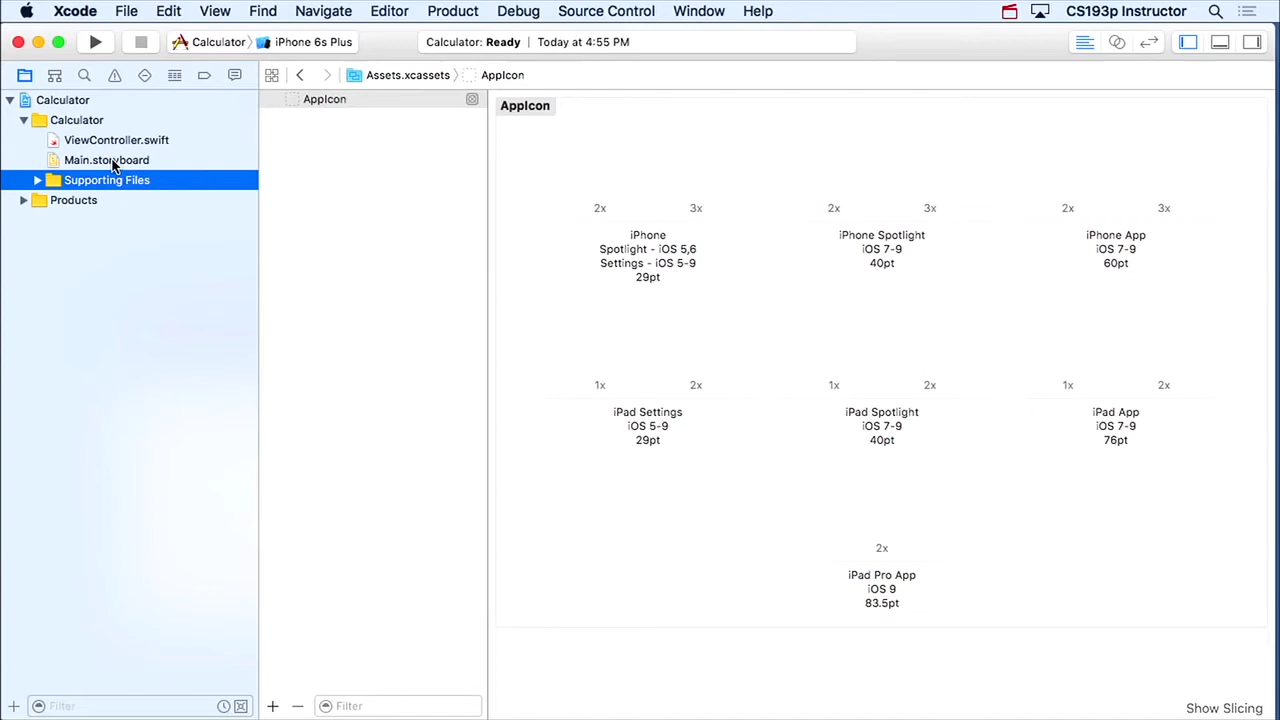 Xcode File Edit View Find Navigate Editor Product Debug Source Control Window Help CS193p Instructor
Calculator iPhone 6s Plus Calculator: Ready Today at 4:55 PM
Assets.xcassets AppIcon
Calculator
Calculator
ViewController.swift
Main.storyboard
Supporting Files
Products
AppIcon
AppIcon
2x 3x
iPhone
Spotlight - iOS 5,6
Settings - iOS 5-9
29pt
2x 3x
iPhone Spotlight
iOS 7-9
40pt
2x 3x
iPhone App
iOS 7-9
60pt
1x 2x
iPad Settings
iOS 5-9
29pt
1x 2x
iPad Spotlight
iOS 7-9
40pt
1x 2x
iPad App
iOS 7-9
76pt
2x
iPad Pro App
iOS 9
83.5pt
Filter
Filter
Show Slicing